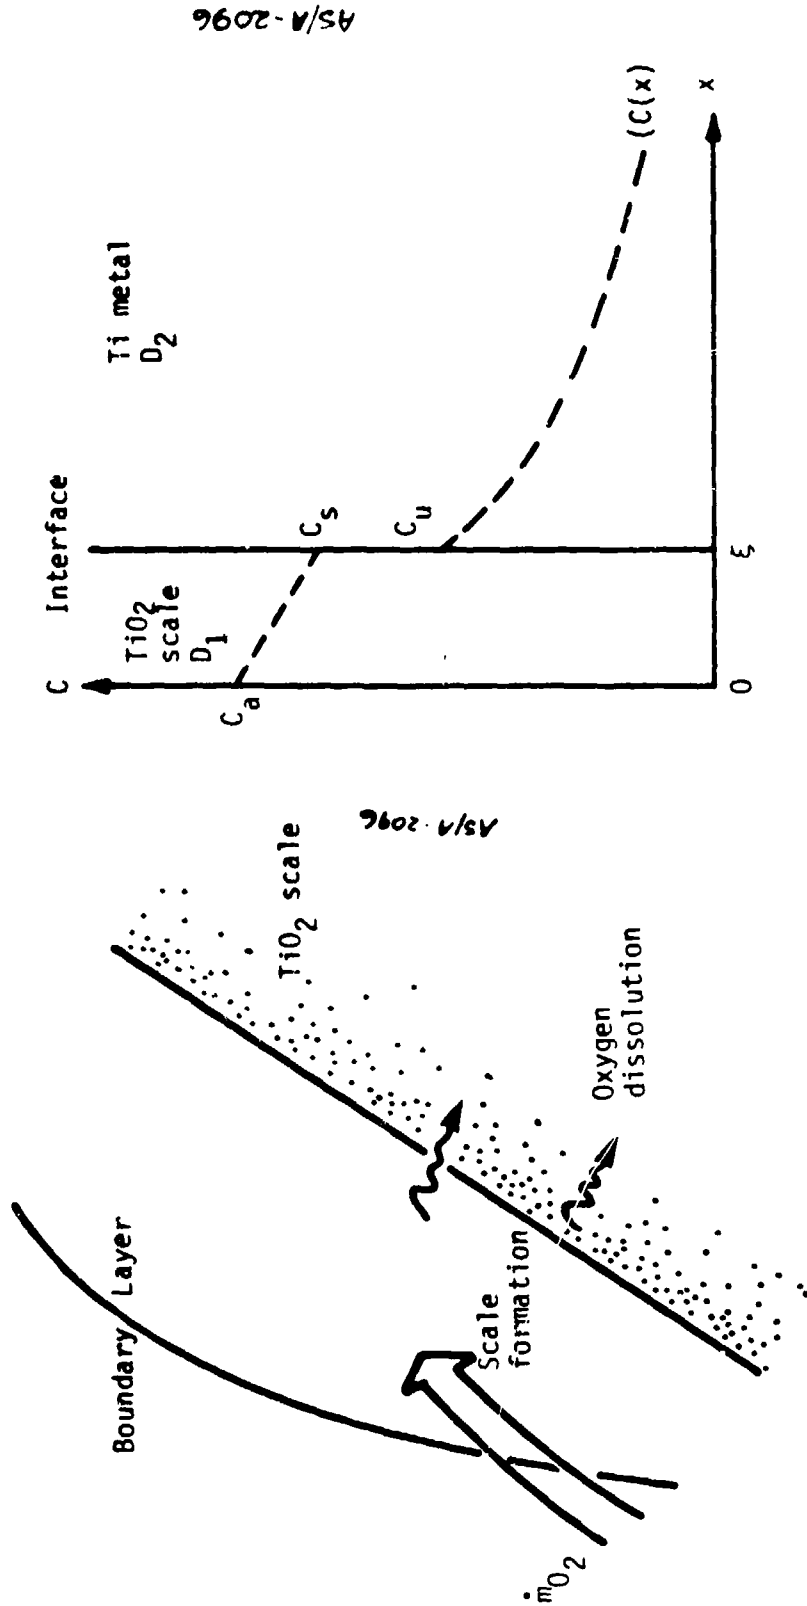 Boundary Layer
ṁO2
Scale
formation
TiO2 scale
Oxygen
dissolution
AS/A-2096
C
Interface
TiO2
scale
D1
Ti metal
D2
Ca
Cs
Cu
(C(x)
0
ξ
x
AS/A-2096